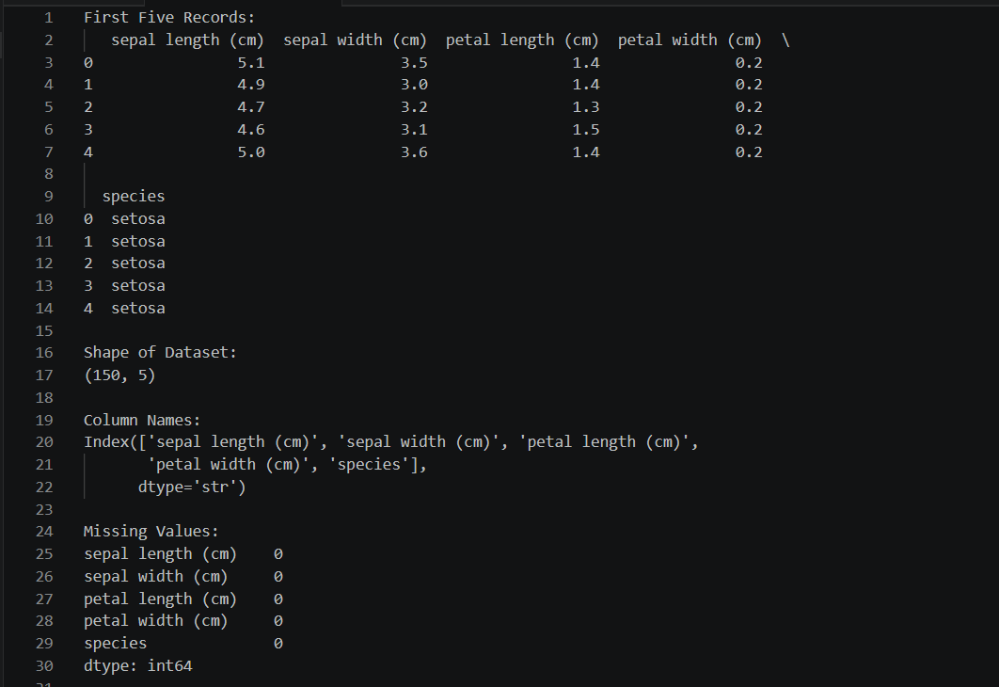 1 First Five Records:
2 sepal length (cm) sepal width (cm) petal length (cm) petal width (cm) \
3 0 5.1 3.5 1.4 0.2
4 1 4.9 3.0 1.4 0.2
5 2 4.7 3.2 1.3 0.2
6 3 4.6 3.1 1.5 0.2
7 4 5.0 3.6 1.4 0.2
8
9 species
10 0 setosa
11 1 setosa
12 2 setosa
13 3 setosa
14 4 setosa
15
16 Shape of Dataset:
17 (150, 5)
18
19 Column Names:
20 Index(['sepal length (cm)', 'sepal width (cm)', 'petal length (cm)',
21 'petal width (cm)', 'species'],
22 dtype='str')
23
24 Missing Values:
25 sepal length (cm) 0
26 sepal width (cm) 0
27 petal length (cm) 0
28 petal width (cm) 0
29 species 0
30 dtype: int64